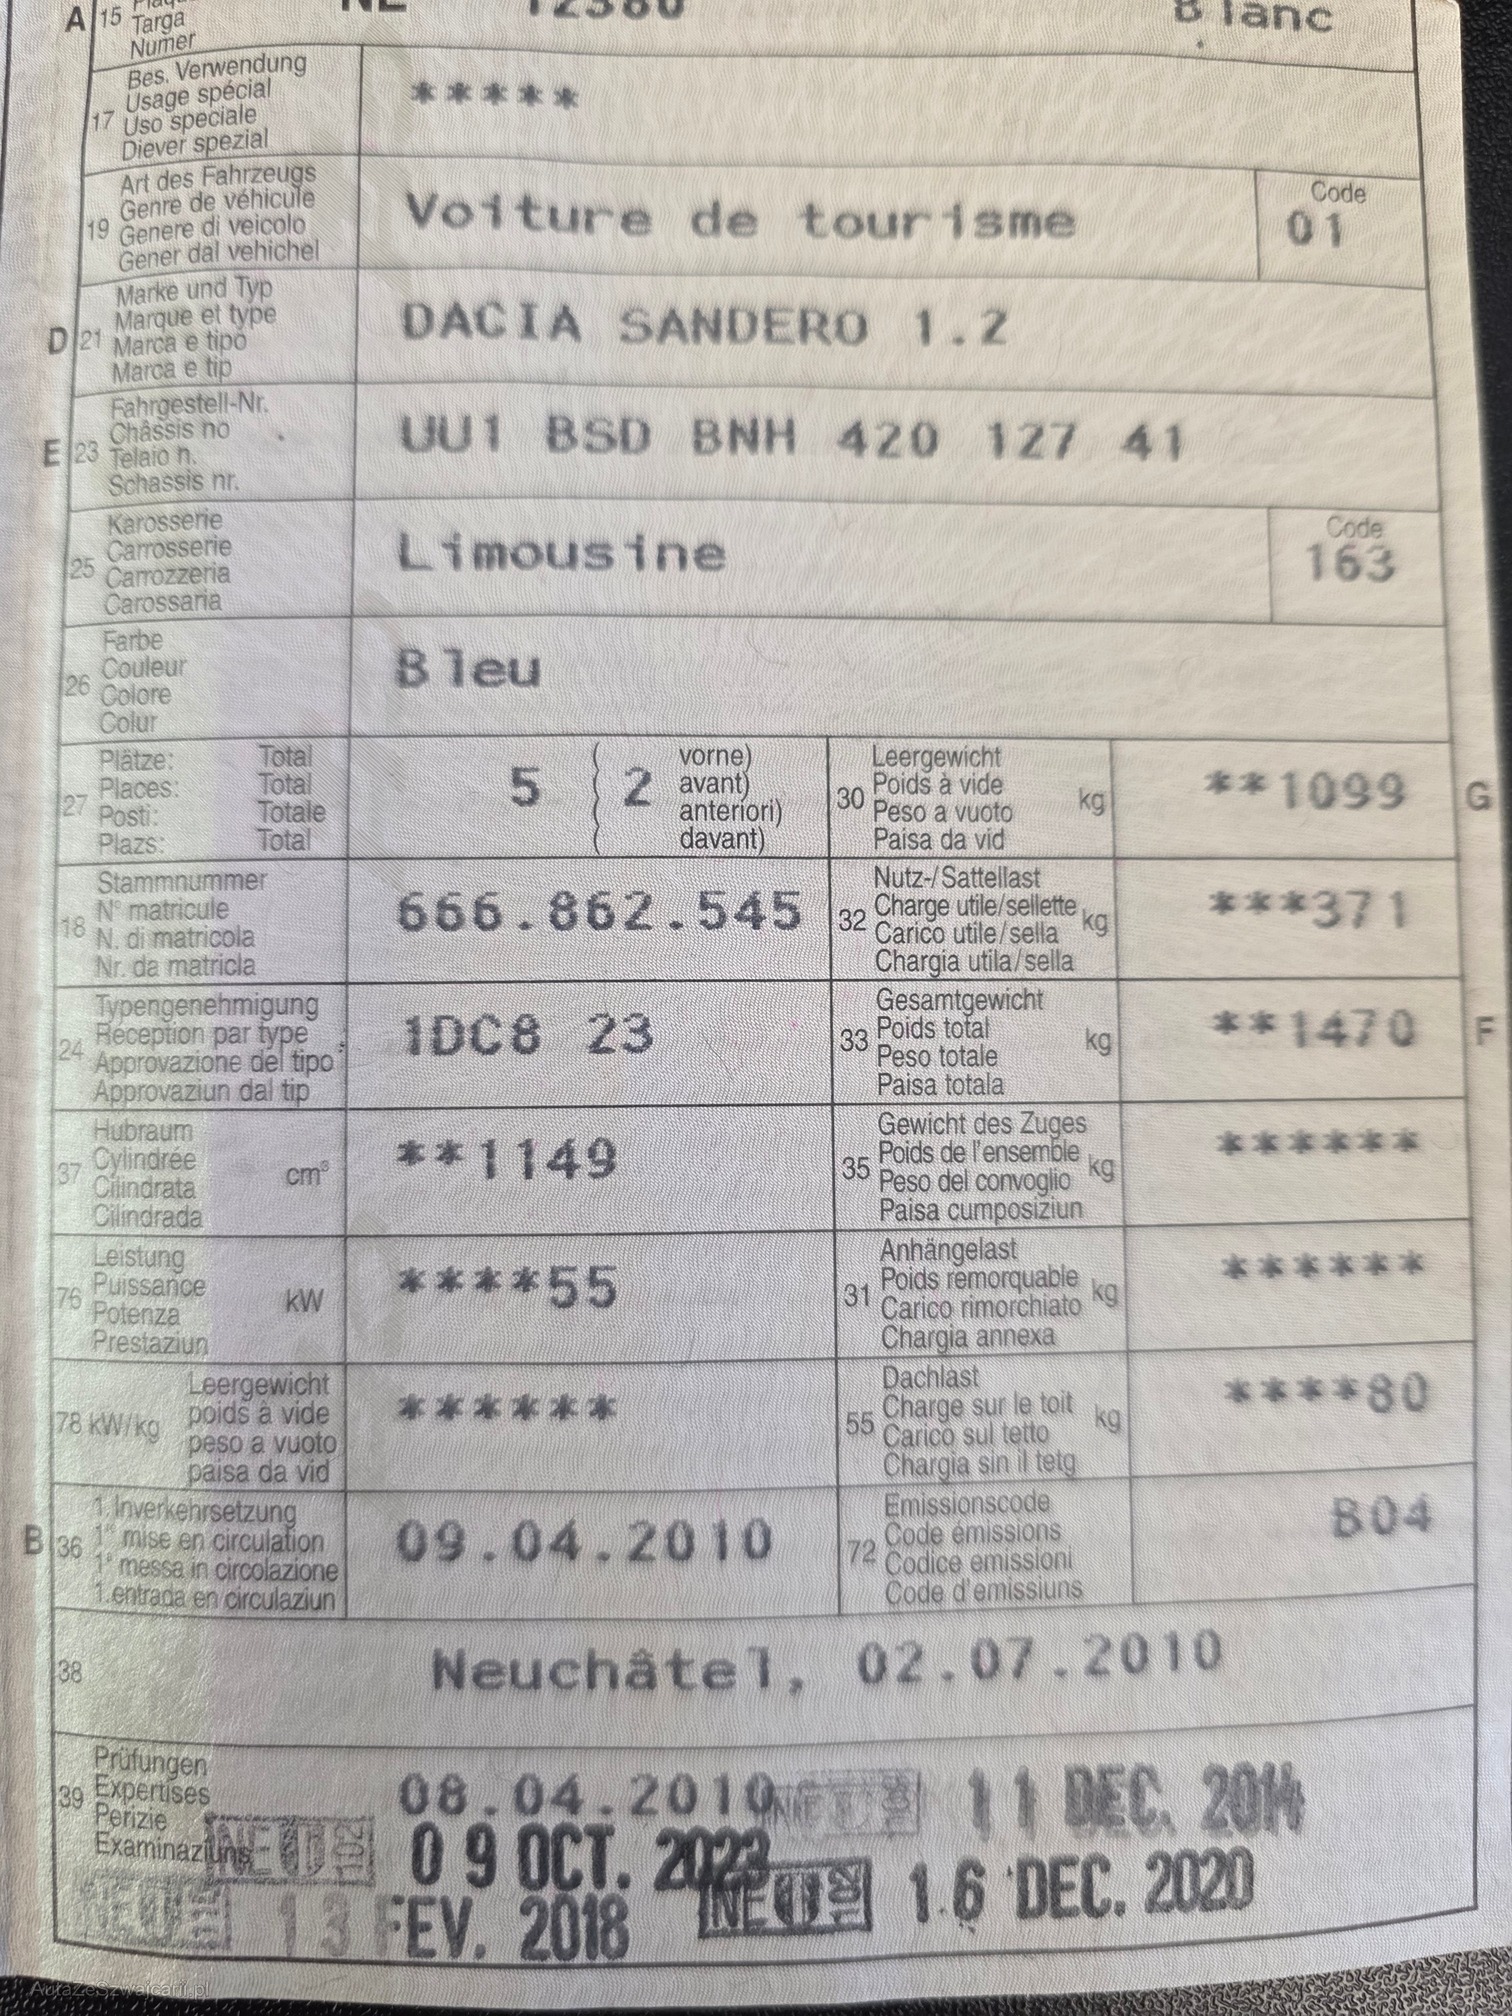 A 15 Targa
Numer
Blanc
17 Bes. Verwendung
Usage spécial
Uso speciale
Diever spezial
*****
19 Art des Fahrzeugs
Genre de véhicule
Genere di veicolo
Gener dal vehichel
Voiture de tourisme
Code
01
D 21 Marke und Typ
Marque et type
Marca e tipo
Marca e tip
DACIA SANDERO 1.2
E 23 Fahrgestell-Nr.
Châssis no
Telaio n.
Schassis nr.
UU1 BSD BNH 420 127 41
25 Karosserie
Carrosserie
Carrozzeria
Carossaria
Limousine
Code
163
26 Farbe
Couleur
Colore
Colur
Bleu
27 Plätze: Total
Places: Total
Posti: Totale
Plazs: Total
5 ( 2 vorne)
avant)
anteriori)
( davant)
30 Leergewicht
Poids à vide
Peso a vuoto
Paisa da vid
kg
**1099
G
18 Stammnummer
N° matricule
N. di matricola
Nr. da matricla
666.862.545
32 Nutz-/Sattellast
Charge utile/sellette
Carico utile/sella
Chargia utila/sella
kg
***371
24 Typengenehmigung
Réception par type
Approvazione del tipo
Approvaziun dal tip
1DC8 23
33 Gesamtgewicht
Poids total
Peso totale
Paisa totala
kg
**1470
F
37 Hubraum
Cylindrée
Cilindrata
Cilindrada
cm³
**1149
35 Gewicht des Zuges
Poids de l'ensemble
Peso del convoglio
Paisa cumposiziun
kg
******
76 Leistung
Puissance
Potenza
Prestaziun
kW
****55
31 Anhängelast
Poids remorquable
Carico rimorchiato
Chargia annexa
kg
******
78 kW/kg Leergewicht
poids à vide
peso a vuoto
paisa da vid
******
55 Dachlast
Charge sur le toit
Carico sul tetto
Chargia sin il tetg
kg
****80
B 36 1. Inverkehrsetzung
1re mise en circulation
1a messa in circolazione
1. entrada en circulaziun
09.04.2010
72 Emissionscode
Code émissions
Codice emissioni
Code d'emissiuns
B04
38
Neuchâtel, 02.07.2010
39 Prüfungen
Expertises
Perizie
Examinaziuns
08.04.2010
11 DEC. 2014
NE 102
09 OCT. 2023
NE 102
16 DEC. 2020
13 FEV. 2018
AutaZeSzwajcarii.pl